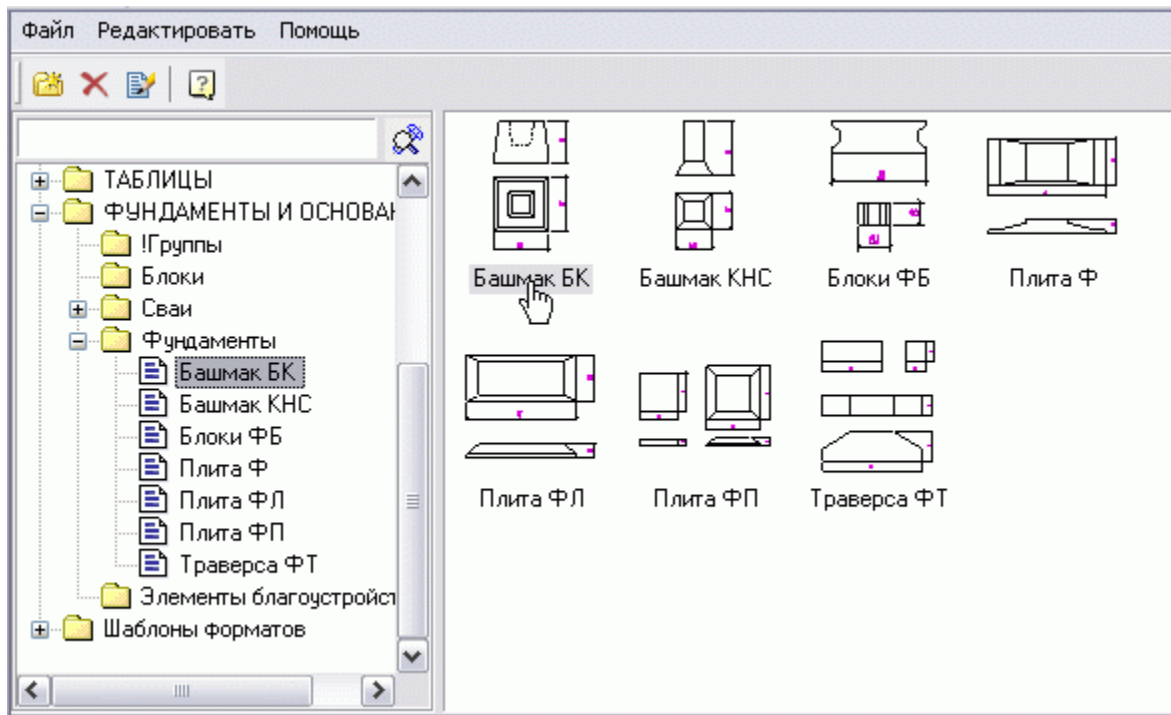 Файл Редактировать Помощь
ТАБЛИЦЫ
ФУНДАМЕНТЫ И ОСНОВАН
!Группы
Блоки
Сваи
Фундаменты
Башмак БК
Башмак КНС
Блоки ФБ
Плита Ф
Плита ФЛ
Плита ФП
Траверса ФТ
Элементы благоустройст
Шаблоны форматов
Башмак БК Башмак КНС Блоки ФБ Плита Ф
Плита ФЛ Плита ФП Траверса ФТ